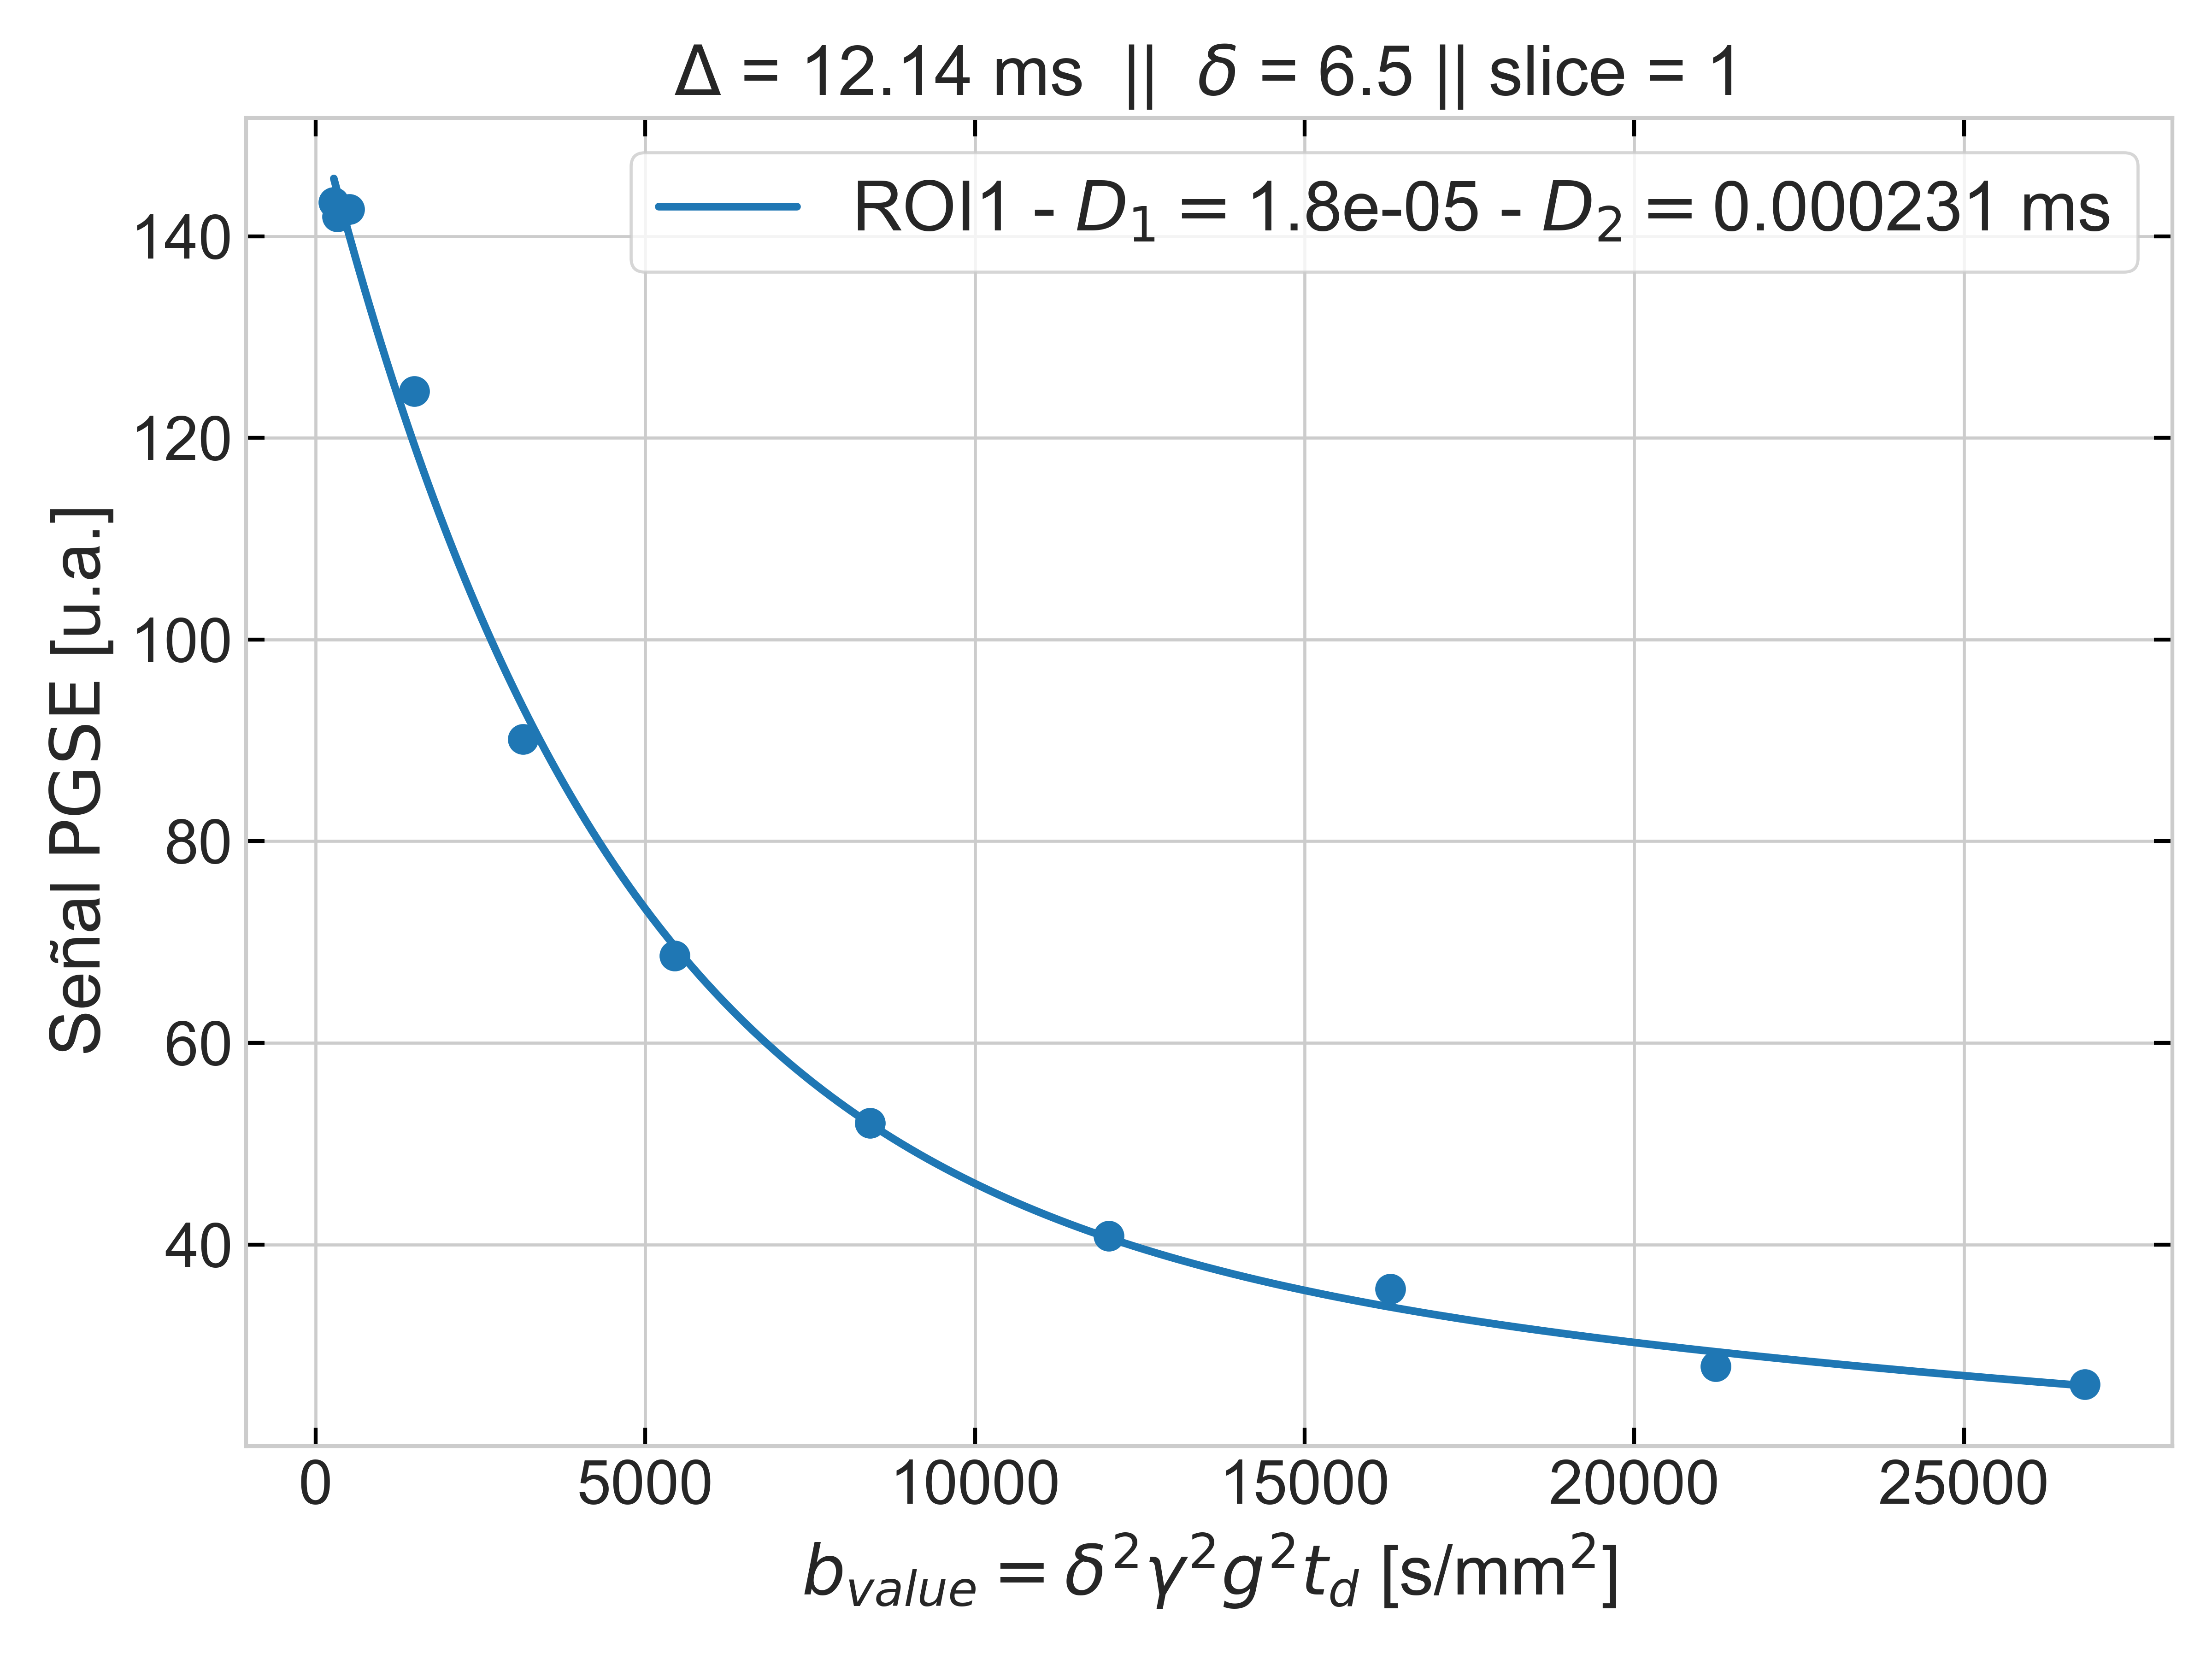 Δ = 12.14 ms || δ = 6.5 || slice = 1
ROI1 - D₁ = 1.8e-05 - D₂ = 0.000231 ms
Señal PGSE [u.a.]
140
120
100
80
60
40
0 5000 10000 15000 20000 25000
b_value = δ²γ²g²t_d [s/mm²]